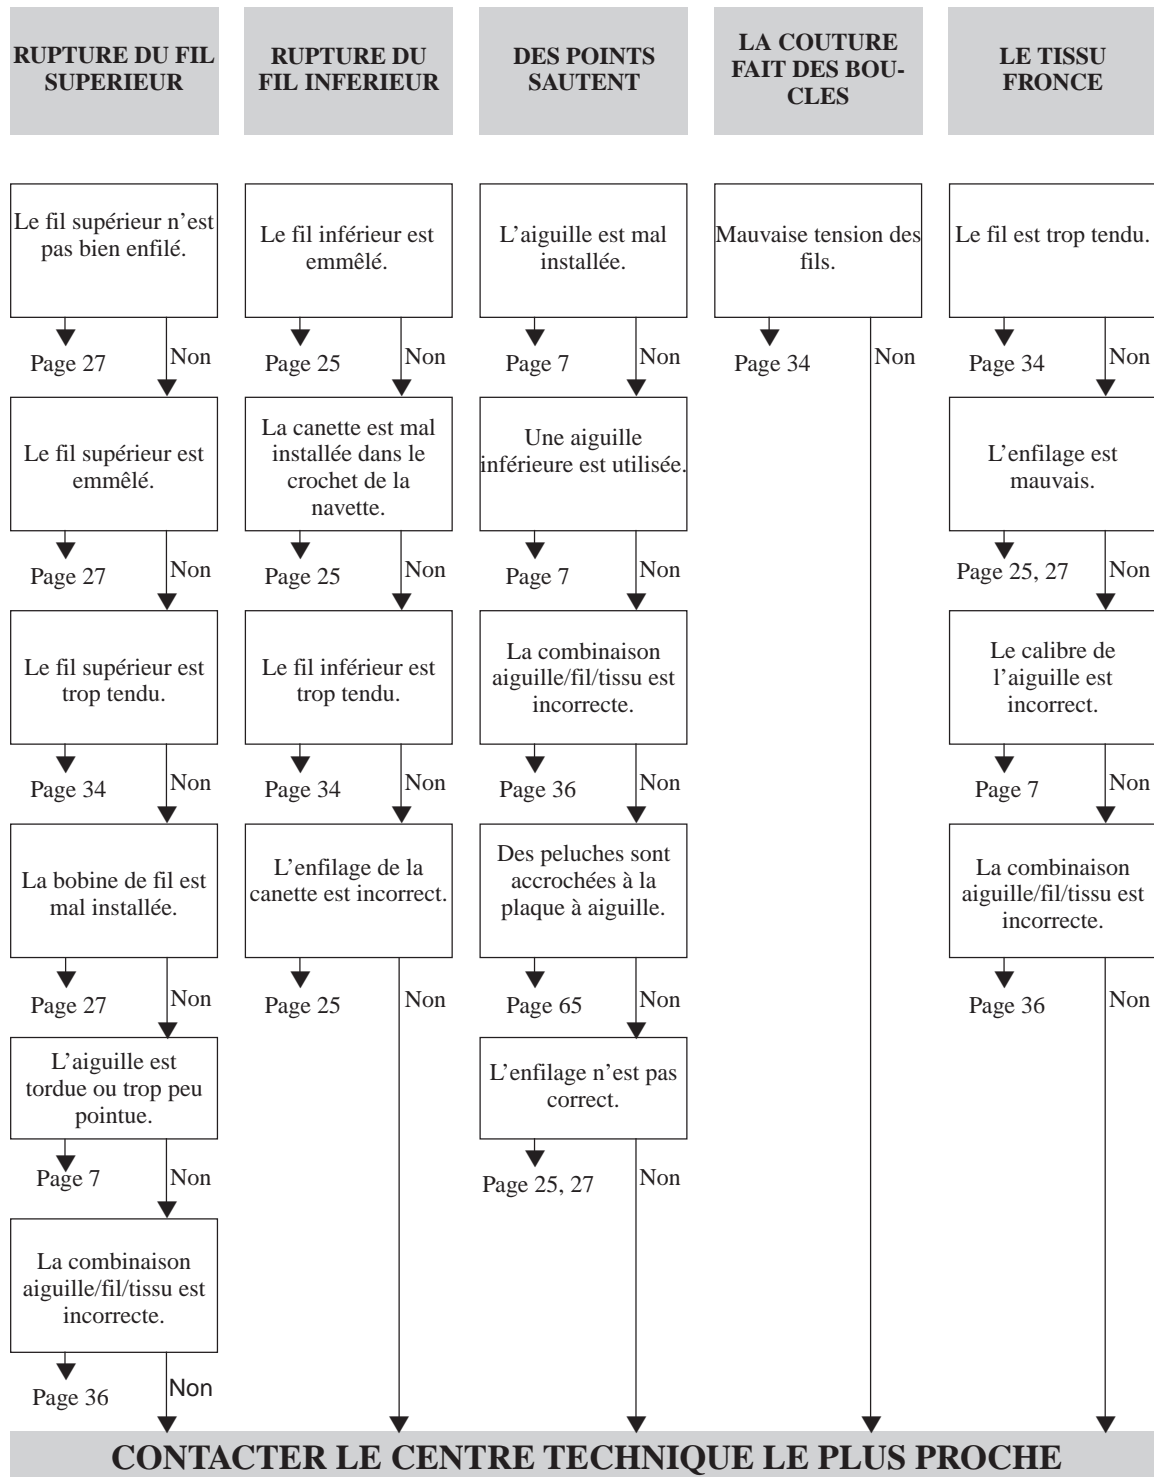 RUPTURE DU FIL
SUPERIEUR
Le fil supérieur n'est
pas bien enfilé.
Page 27
Non
Le fil supérieur est
emmêlé.
Page 27
Non
Le fil supérieur est
trop tendu.
Page 34
Non
La bobine de fil est
mal installée.
Page 27
Non
L'aiguille est
tordue ou trop peu
pointue.
Page 7
Non
La combinaison
aiguille/fil/tissu est
incorrecte.
Page 36
Non
RUPTURE DU
FIL INFERIEUR
Le fil inférieur est
emmêlé.
Page 25
Non
La canette est mal
installée dans le
crochet de la
navette.
Page 25
Non
Le fil inférieur est
trop tendu.
Page 34
Non
L'enfilage de la
canette est incorrect.
Page 25
Non
DES POINTS
SAUTENT
L'aiguille est mal
installée.
Page 7
Non
Une aiguille
inférieure est utilisée.
Page 7
Non
La combinaison
aiguille/fil/tissu est
incorrecte.
Page 36
Non
Des peluches sont
accrochées à la
plaque à aiguille.
Page 65
Non
L'enfilage n'est pas
correct.
Page 25, 27
Non
LA COUTURE
FAIT DES BOU-
CLES
Mauvaise tension des
fils.
Page 34
Non
LE TISSU
FRONCE
Le fil est trop tendu.
Page 34
Non
L'enfilage est
mauvais.
Page 25, 27
Non
Le calibre de
l'aiguille est
incorrect.
Page 7
Non
La combinaison
aiguille/fil/tissu est
incorrecte.
Page 36
Non
CONTACTER LE CENTRE TECHNIQUE LE PLUS PROCHE